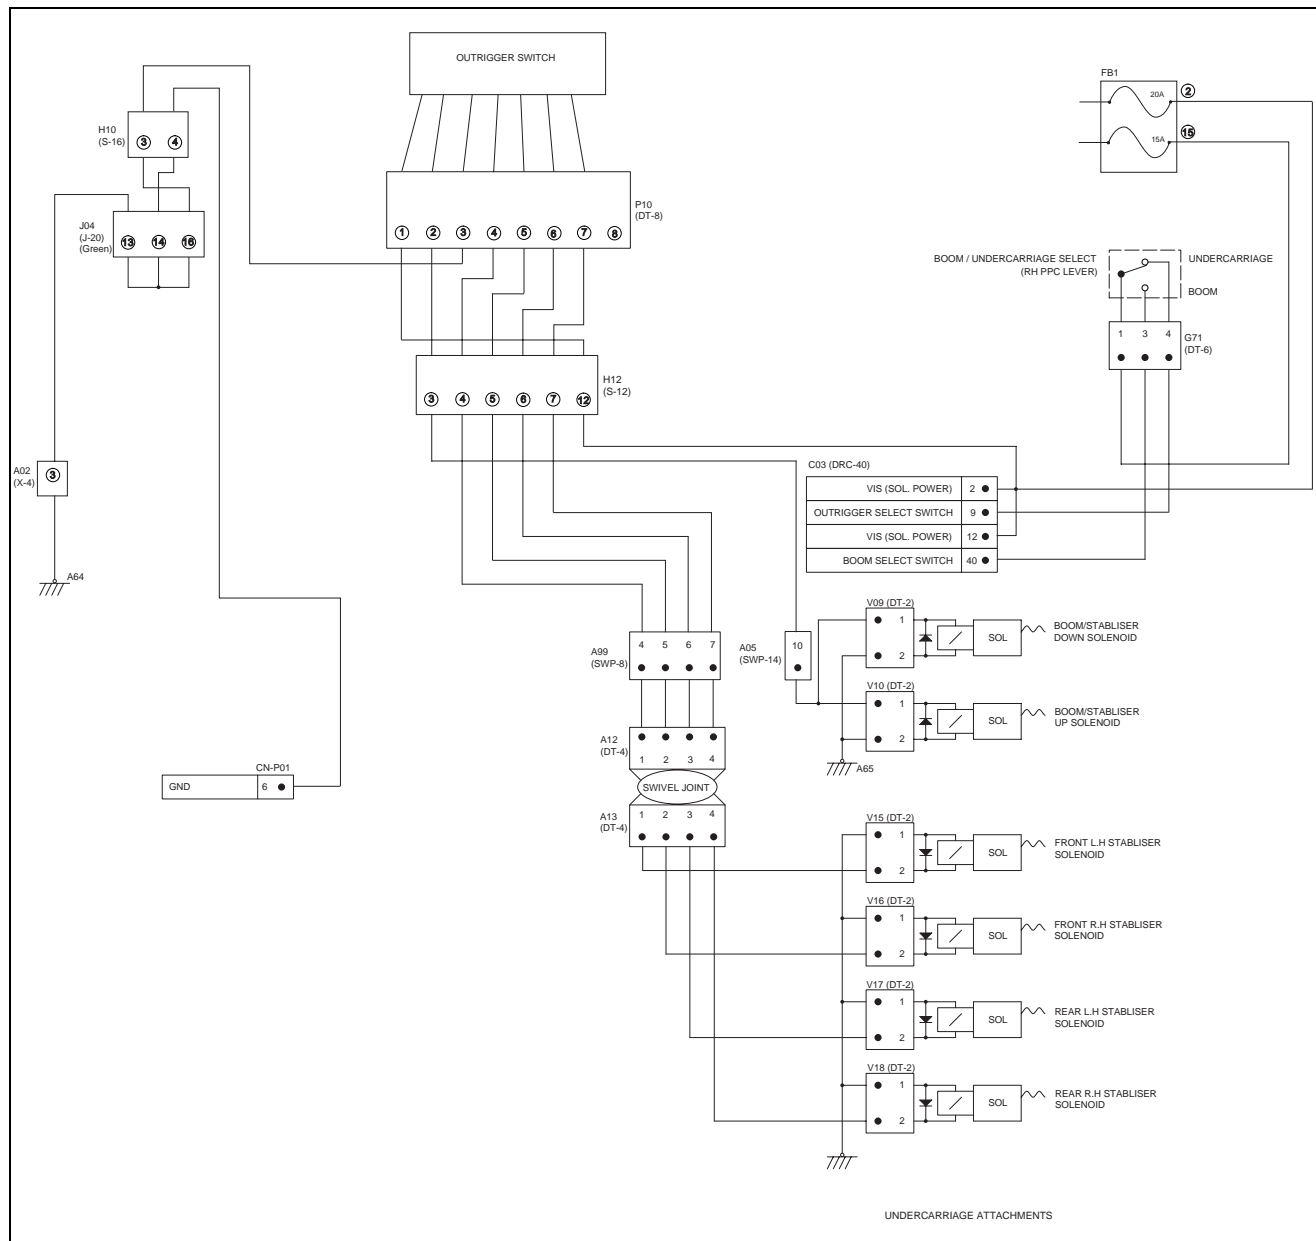 OUTRIGGER SWITCH
FB1
20A
2
15A
15
H10
(S-16)
3 4
P10
(DT-8)
1 2 3 4 5 6 7 8
J04
(J-20)
(Green)
13 14 16
BOOM / UNDERCARRIAGE SELECT
(RH PPC LEVER)
UNDERCARRIAGE
BOOM
1 3 4
G71
(DT-6)
H12
(S-12)
3 4 5 6 7 12
A02
(X-4)
3
A64
C03 (DRC-40)
VIS (SOL. POWER) 2
OUTRIGGER SELECT SWITCH 9
VIS (SOL. POWER) 12
BOOM SELECT SWITCH 40
A99
(SWP-8)
4 5 6 7
A05
(SWP-14)
10
V09 (DT-2)
1
2
SOL
BOOM/STABLISER
DOWN SOLENOID
V10 (DT-2)
1
2
SOL
BOOM/STABLISER
UP SOLENOID
A65
A12
(DT-4)
1 2 3 4
SWIVEL JOINT
A13
(DT-4)
1 2 3 4
CN-P01
GND 6
V15 (DT-2)
1
2
SOL
FRONT L.H STABLISER
SOLENOID
V16 (DT-2)
1
2
SOL
FRONT R.H STABLISER
SOLENOID
V17 (DT-2)
1
2
SOL
REAR L.H STABLISER
SOLENOID
V18 (DT-2)
1
2
SOL
REAR R.H STABLISER
SOLENOID
UNDERCARRIAGE ATTACHMENTS